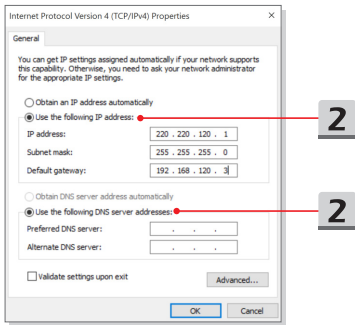 Internet Protocol Version 4 (TCP/IPv4) Properties
General
You can get IP settings assigned automatically if your network supports
this capability. Otherwise, you need to ask your network administrator
for the appropriate IP settings.
Obtain an IP address automatically
Use the following IP address:
2
IP address: 220 . 220 . 120 . 1
Subnet mask: 255 . 255 . 255 . 0
Default gateway: 192 . 168 . 120 . 3
Obtain DNS server address automatically
Use the following DNS server addresses:
2
Preferred DNS server: . . .
Alternate DNS server: . . .
Validate settings upon exit
Advanced...
OK Cancel